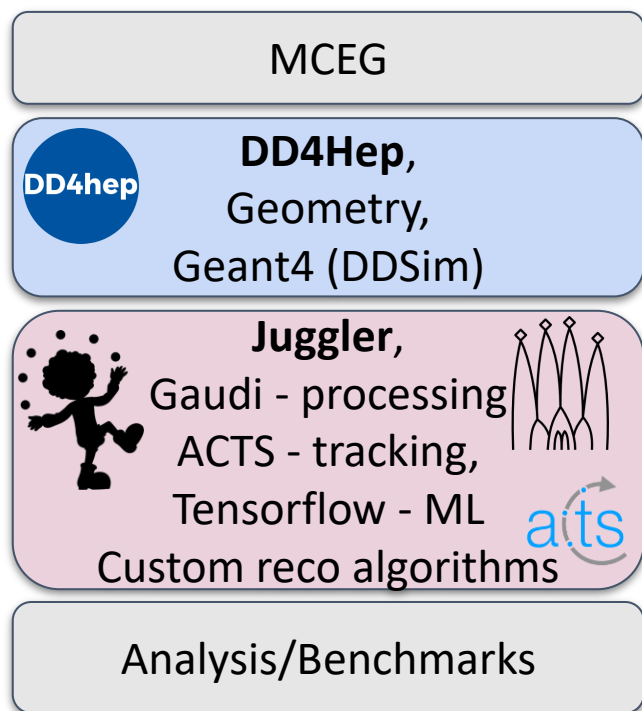 MCEG
DD4hep
DD4Hep,
Geometry,
Geant4 (DDSim)
Juggler,
Gaudi - processing
ACTS - tracking,
Tensorflow - ML
acts
Custom reco algorithms
Analysis/Benchmarks